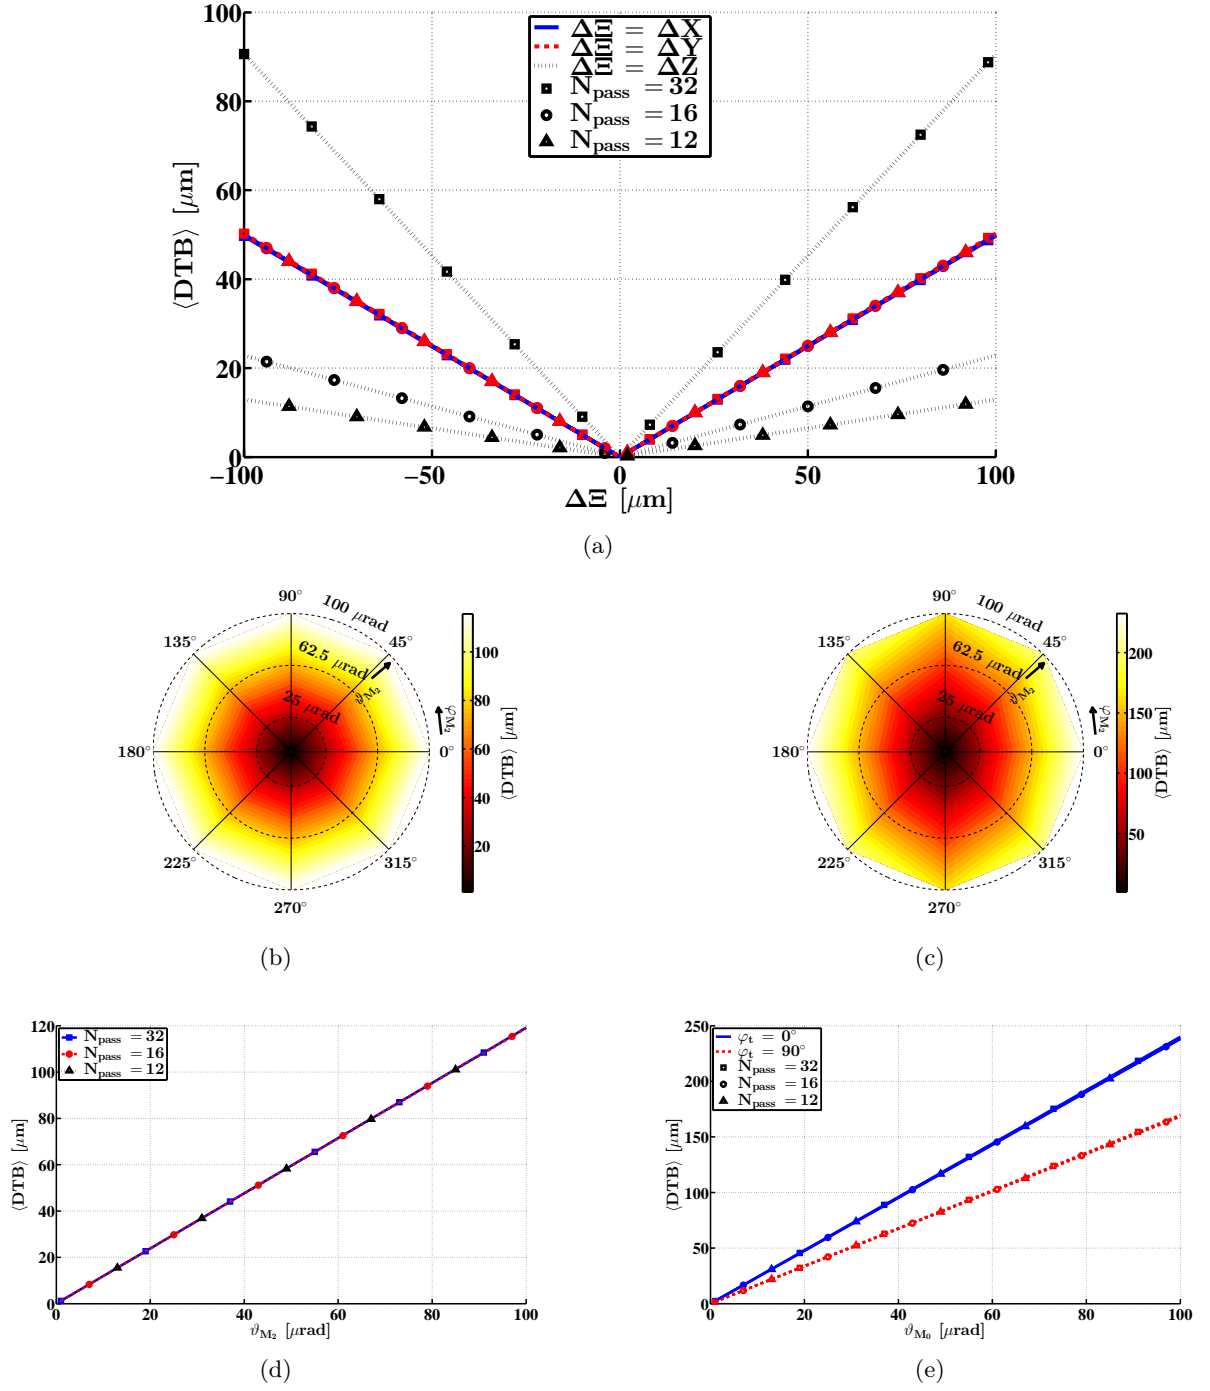 100
80
60
40
20
0
⟨DTB⟩ [μm]
ΔΞ = ΔX
ΔΞ = ΔY
ΔΞ = ΔZ
N_pass = 32
N_pass = 16
N_pass = 12
−100 −50 0 50 100
ΔΞ [μm]
(a)
90°
100 μrad
135°
45°
62.5 μrad
25 μrad
ϑ_M₂
φ_M₂
180°
0°
225°
315°
270°
100
80
60
40
20
⟨DTB⟩ [μm]
(b)
90°
100 μrad
135°
45°
62.5 μrad
25 μrad
ϑ_M₂
φ_M₂
180°
0°
225°
315°
270°
200
150
100
50
⟨DTB⟩ [μm]
(c)
120
100
80
60
40
20
0
⟨DTB⟩ [μm]
N_pass = 32
N_pass = 16
N_pass = 12
0 20 40 60 80 100
ϑ_M₂ [μrad]
(d)
250
200
150
100
50
0
⟨DTB⟩ [μm]
φ_t = 0°
φ_t = 90°
N_pass = 32
N_pass = 16
N_pass = 12
0 20 40 60 80 100
ϑ_M₀ [μrad]
(e)